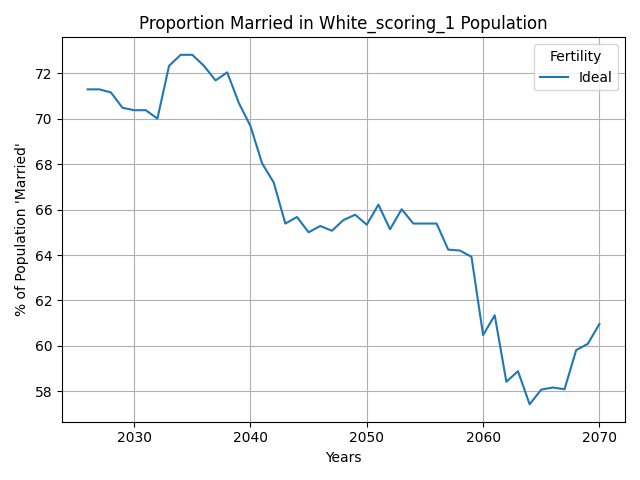 Proportion Married in White_scoring_1 Population
Fertility
Ideal
% of Population 'Married'
72
70
68
66
64
62
60
58
2030
2040
2050
2060
2070
Years